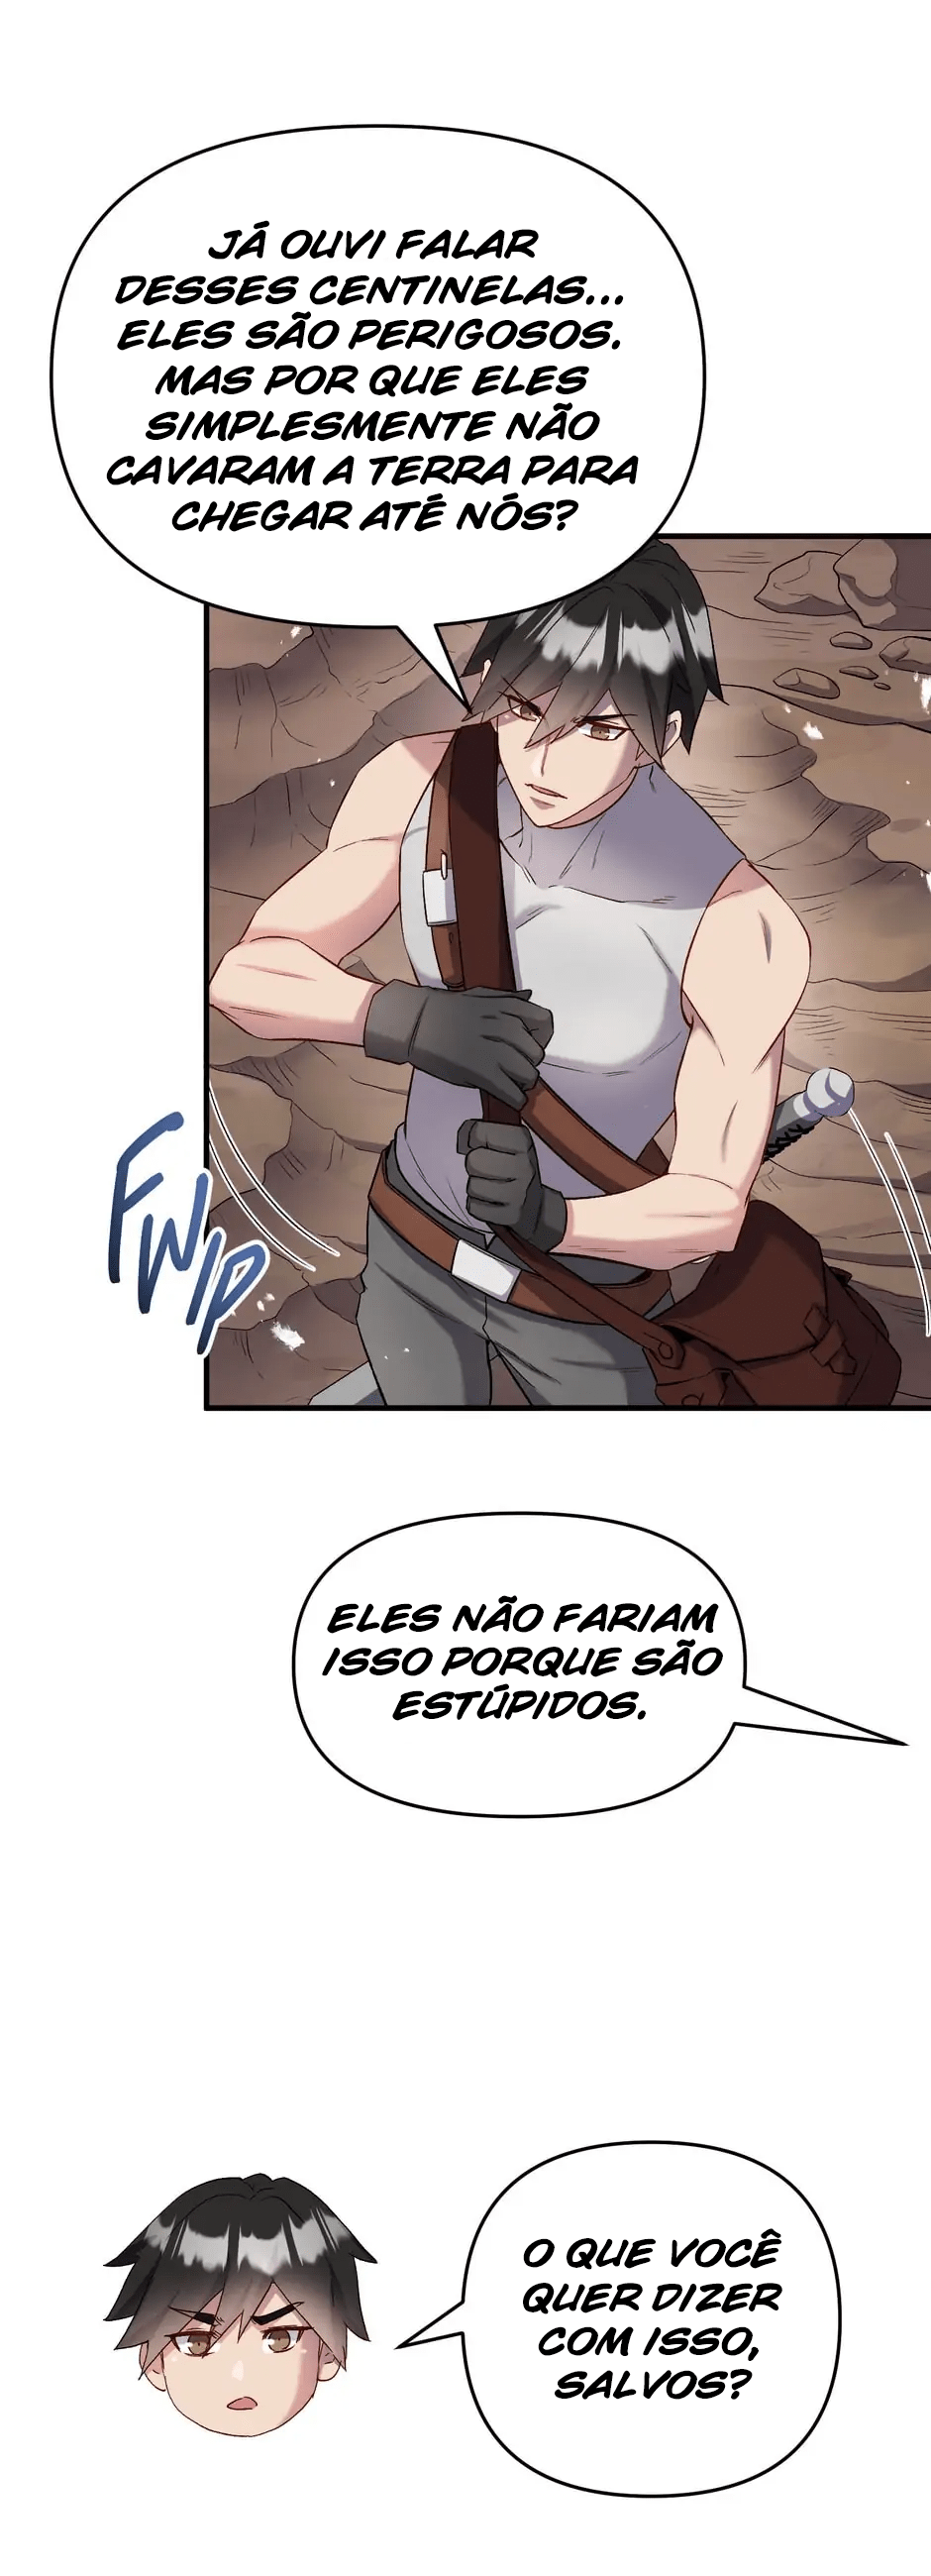 JÁ OUVI FALAR
DESSES CENTINELAS...
ELES SÃO PERIGOSOS.
MAS POR QUE ELES
SIMPLESMENTE NÃO
CAVARAM A TERRA PARA
CHEGAR ATÉ NÓS?
FWIP
ELES NÃO FARIAM
ISSO PORQUE SÃO
ESTÚPIDOS.
O QUE VOCÊ
QUER DIZER
COM ISSO,
SALVOS?